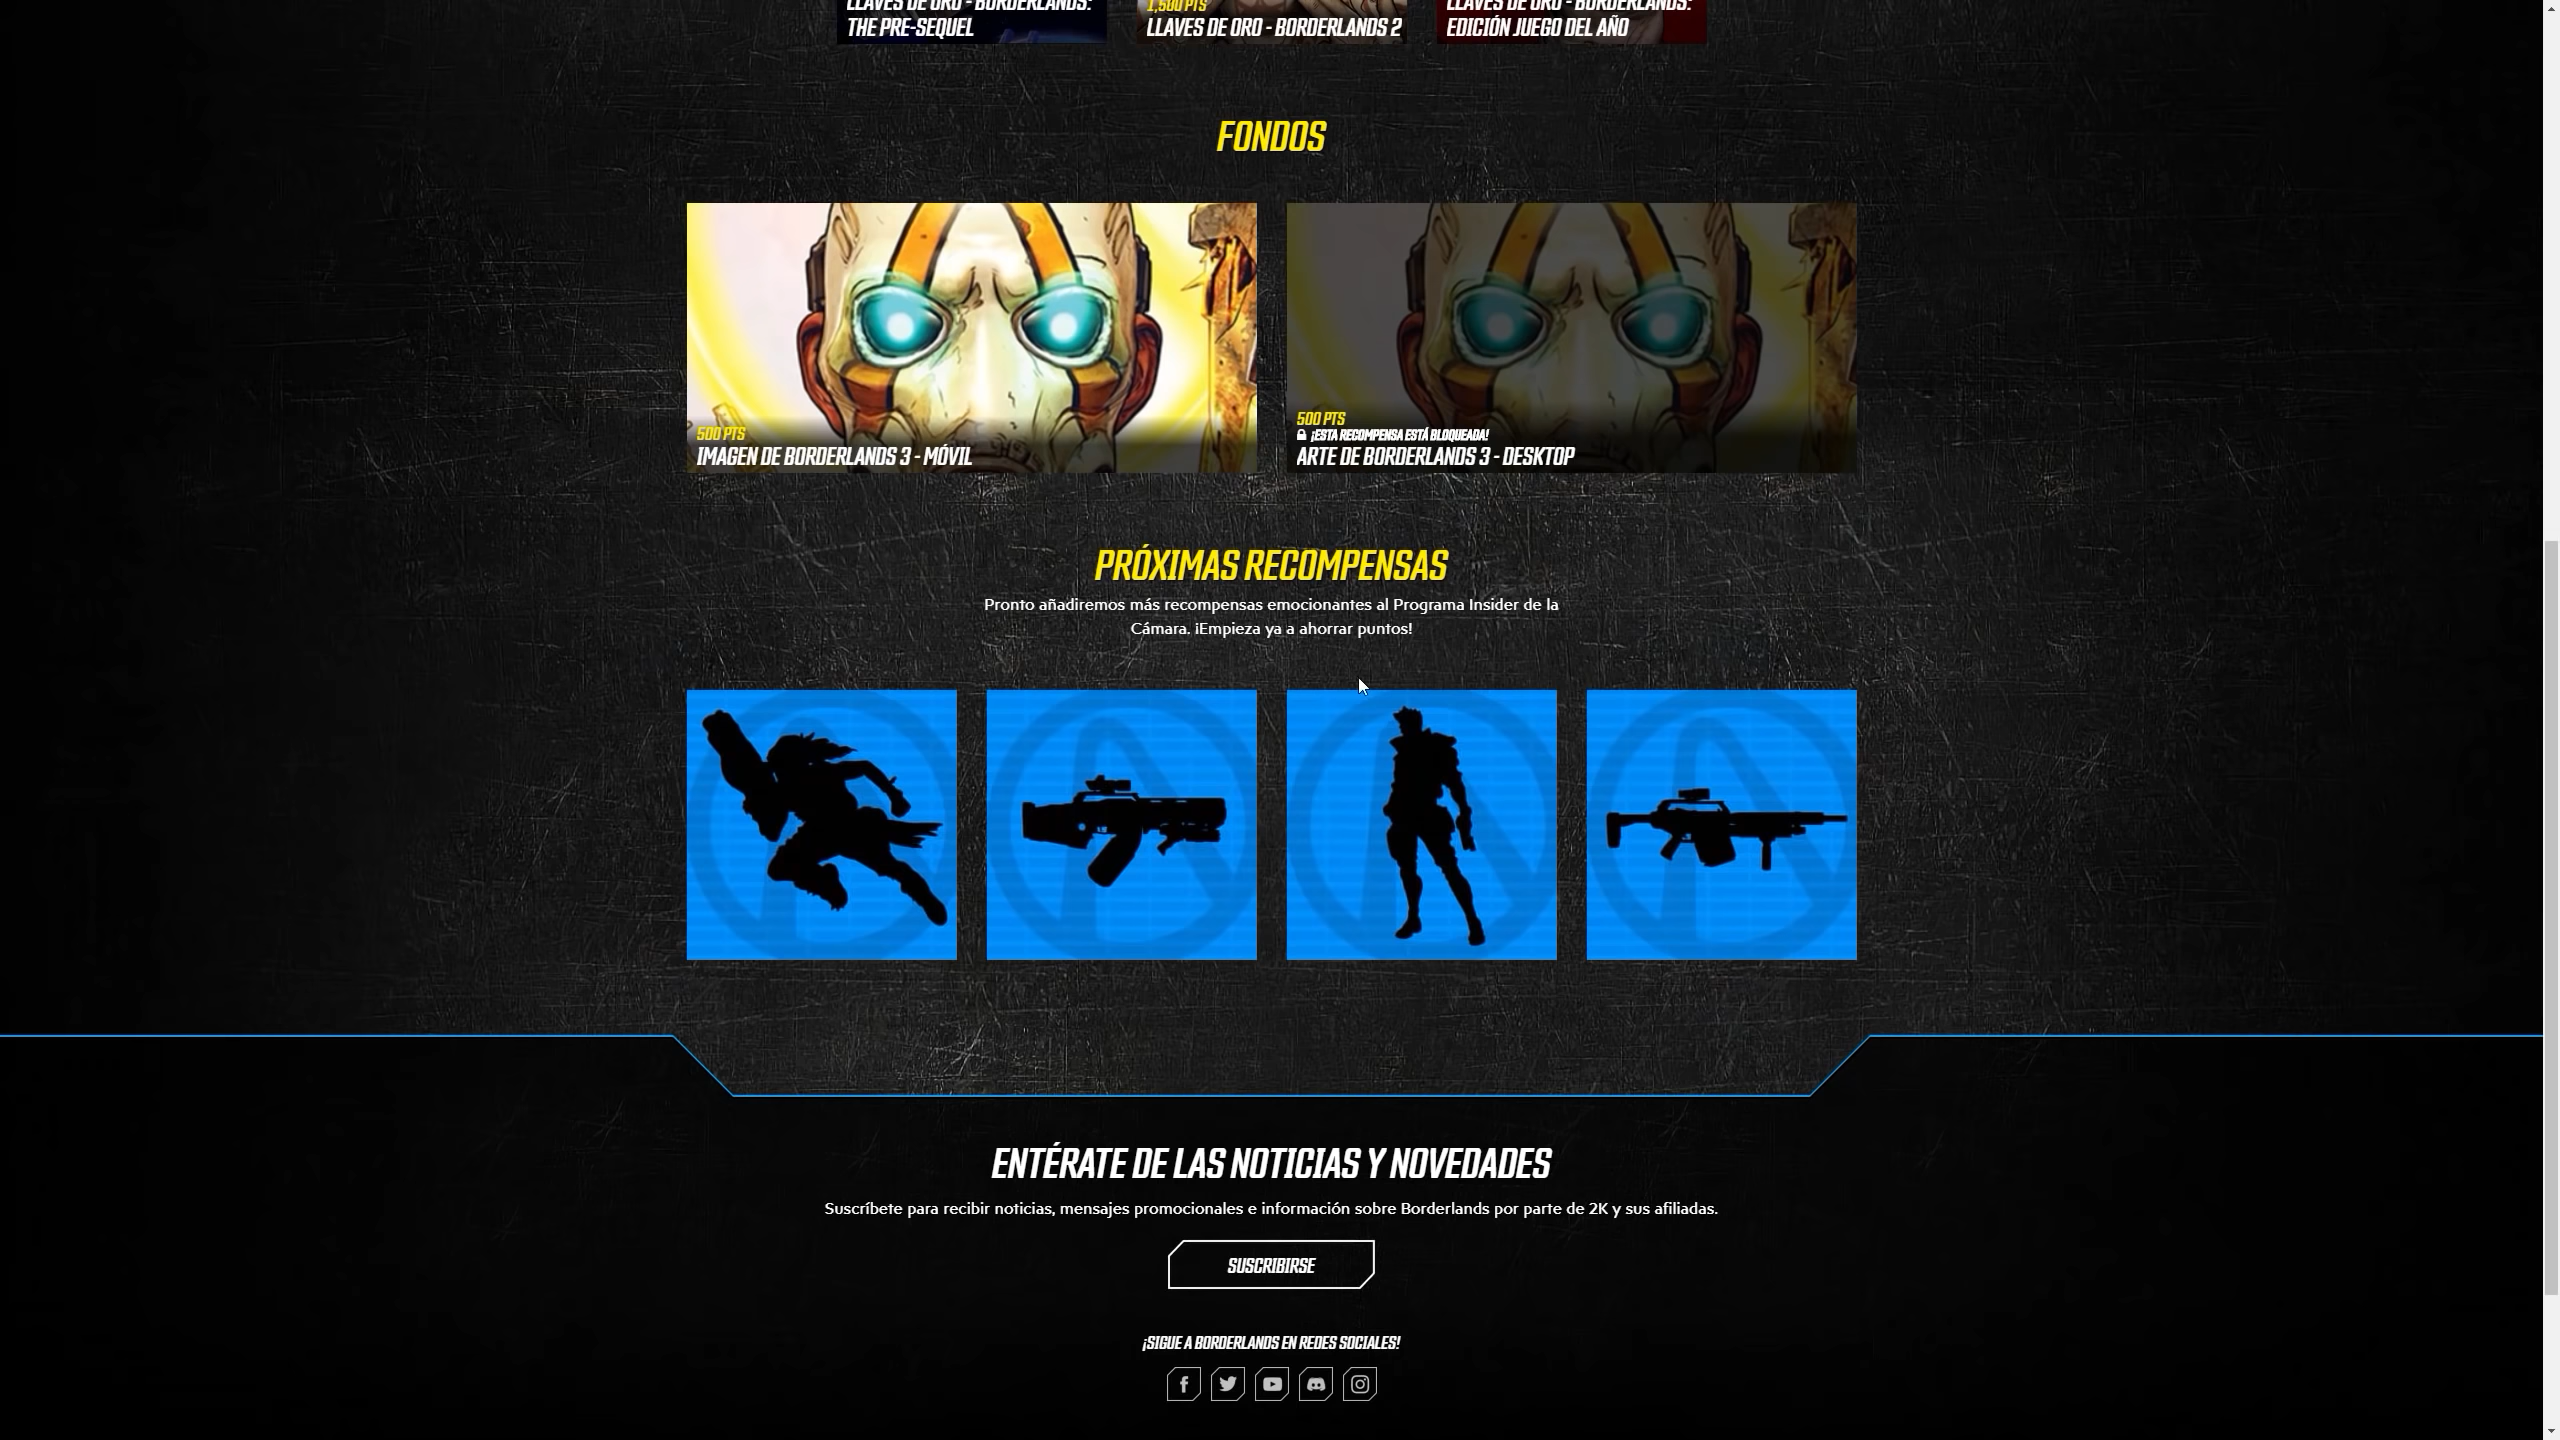 LLAVES DE ORO - BORDERLANDS:
THE PRE-SEQUEL
1,500 PTS
LLAVES DE ORO - BORDERLANDS 2
LLAVES DE ORO - BORDERLANDS:
EDICIÓN JUEGO DEL AÑO
FONDOS
500 PTS
IMAGEN DE BORDERLANDS 3 - MÓVIL
500 PTS
¡ESTA RECOMPENSA ESTÁ BLOQUEADA!
ARTE DE BORDERLANDS 3 - DESKTOP
PRÓXIMAS RECOMPENSAS
Pronto añadiremos más recompensas emocionantes al Programa Insider de la
Cámara. ¡Empieza ya a ahorrar puntos!
ENTÉRATE DE LAS NOTICIAS Y NOVEDADES
Suscríbete para recibir noticias, mensajes promocionales e información sobre Borderlands por parte de 2K y sus afiliadas.
SUSCRIBIRSE
¡SIGUE A BORDERLANDS EN REDES SOCIALES!